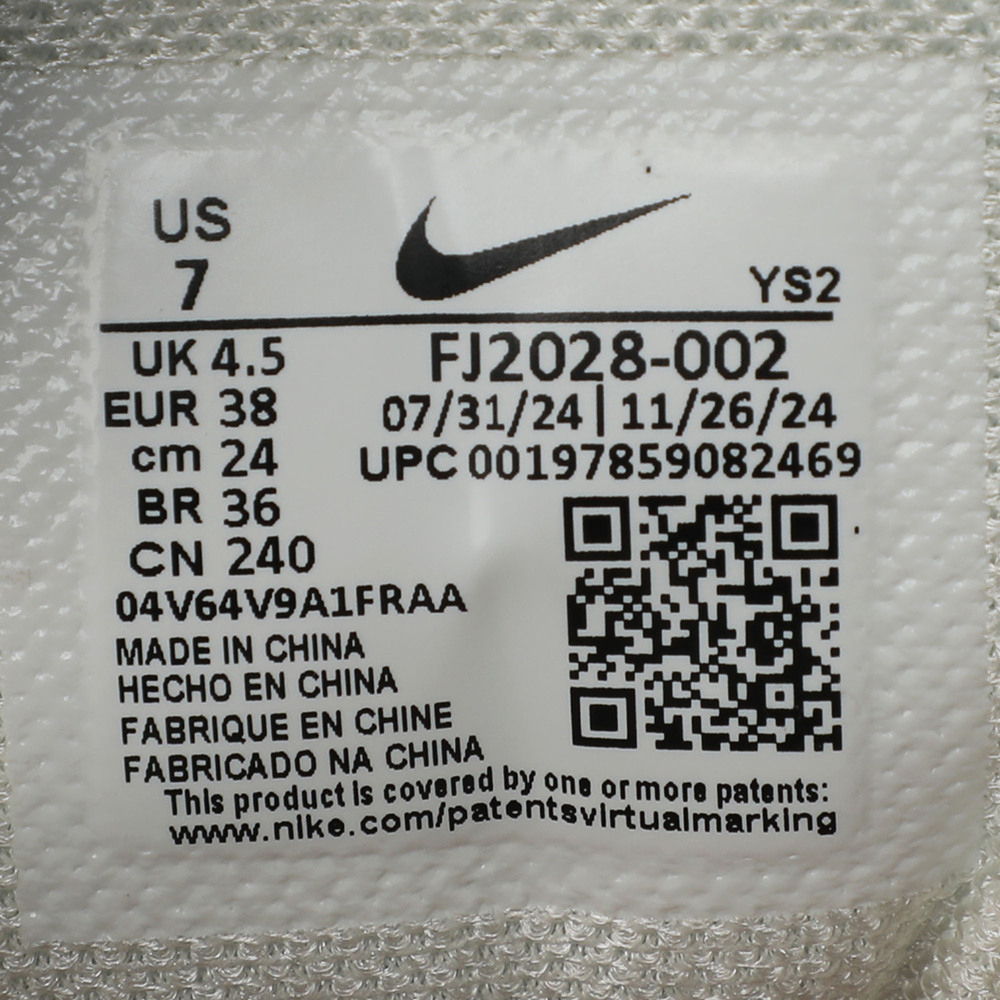 US
7
YS2
UK 4.5
FJ2028-002
EUR 38
07/31/24 | 11/26/24
cm 24
UPC 00197859082469
BR 36
CN 240
04V64V9A1FRAA
MADE IN CHINA
HECHO EN CHINA
FABRIQUE EN CHINE
FABRICADO NA CHINA
This product is covered by one or more patents:
www.nike.com/patentsvirtualmarking